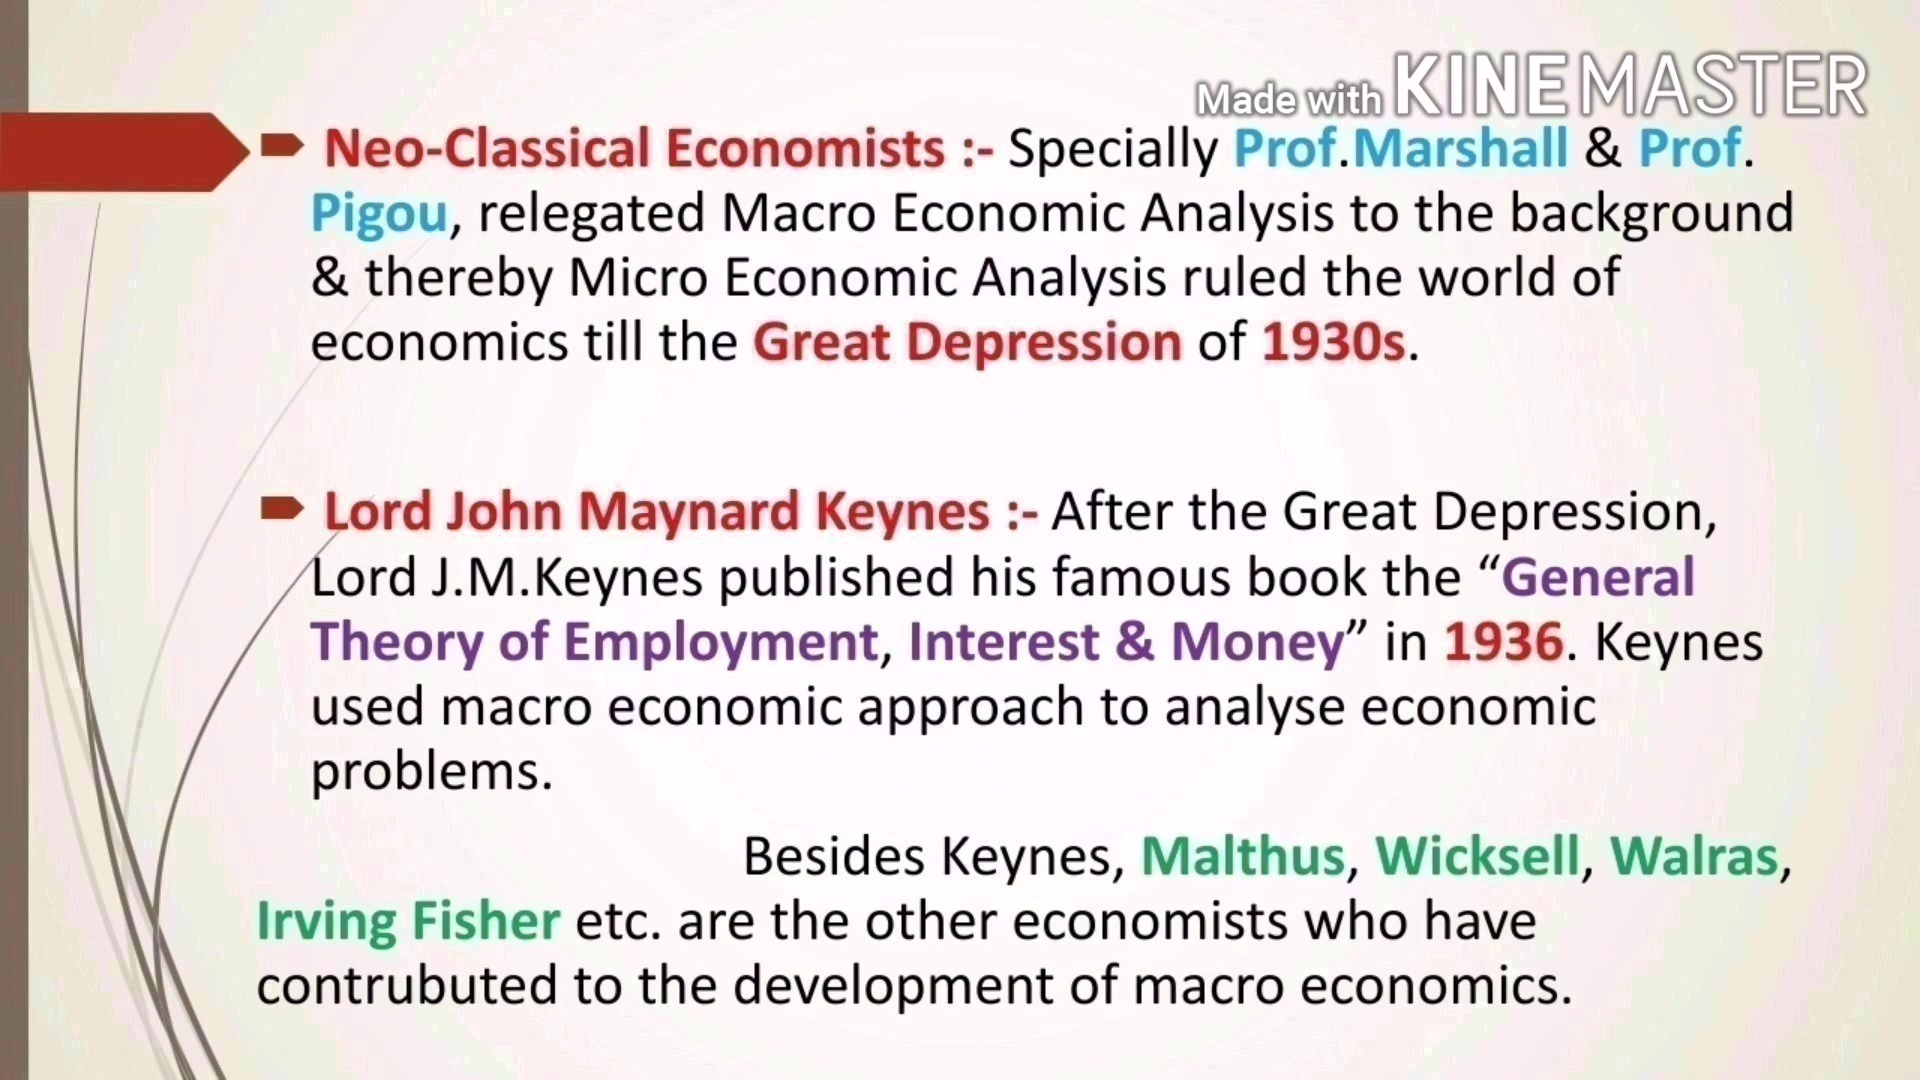 Made with KINEMASTER
Neo-Classical Economists :- Specially Prof.Marshall & Prof.
Pigou, relegated Macro Economic Analysis to the background
& thereby Micro Economic Analysis ruled the world of
economics till the Great Depression of 1930s.
Lord John Maynard Keynes :- After the Great Depression,
Lord J.M.Keynes published his famous book the “General
Theory of Employment, Interest & Money” in 1936. Keynes
used macro economic approach to analyse economic
problems.
Besides Keynes, Malthus, Wicksell, Walras,
Irving Fisher etc. are the other economists who have
contrubuted to the development of macro economics.